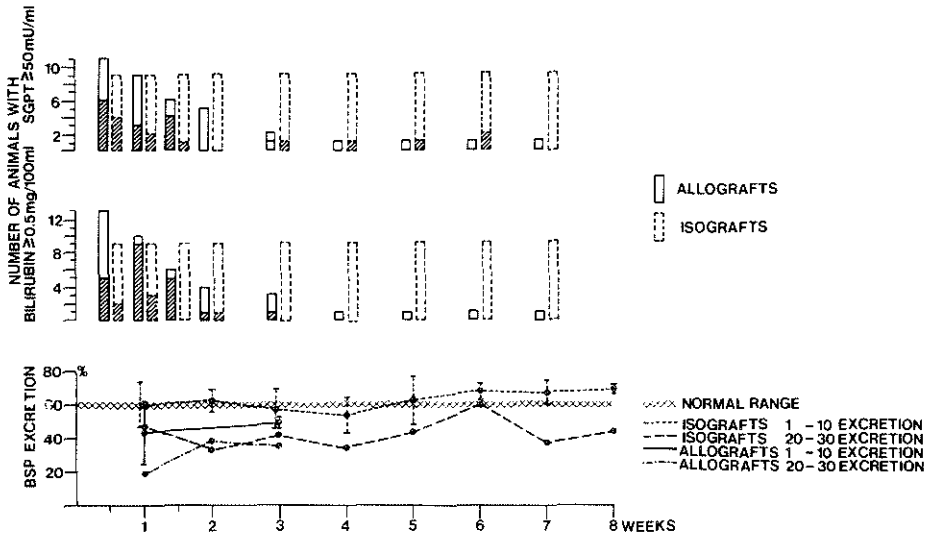 NUMBER OF ANIMALS WITH
SGPT ≥50mU/ml
10
6
2
BILIRUBIN ≥0.5mg/100ml
12
8
4
ALLOGRAFTS
ISOGRAFTS
BSP EXCRETION
80 %
60
40
20
1 2 3 4 5 6 7 8 WEEKS
NORMAL RANGE
ISOGRAFTS 1 - 10 EXCRETION
ISOGRAFTS 20 - 30 EXCRETION
ALLOGRAFTS 1 - 10 EXCRETION
ALLOGRAFTS 20 - 30 EXCRETION